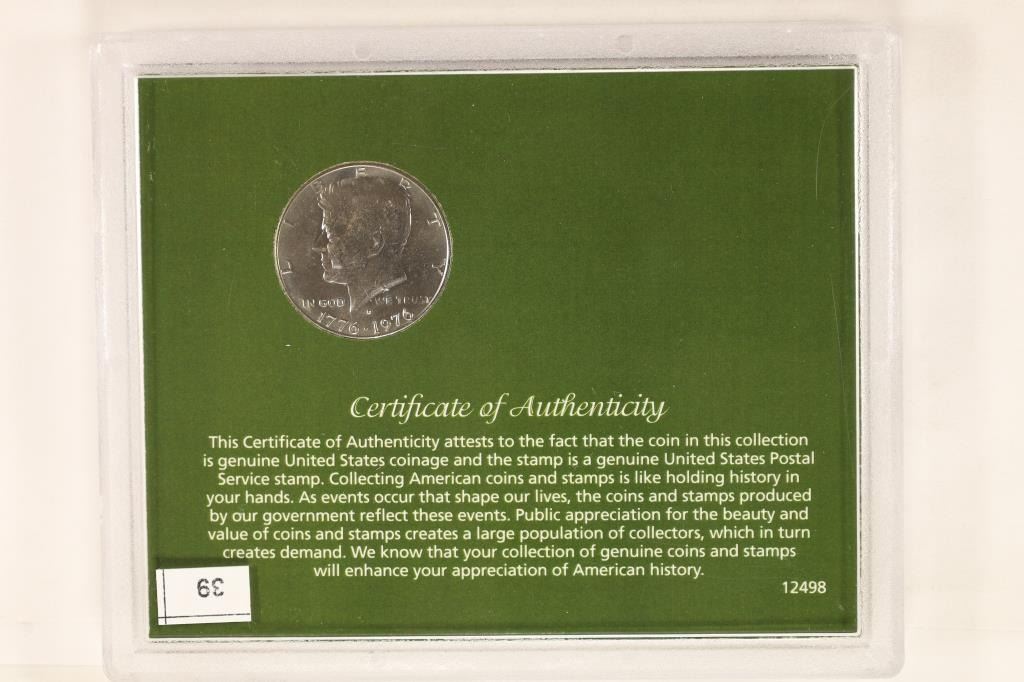 LIBERTY
IN GOD WE TRUST
D
1776·1976
Certificate of Authenticity
This Certificate of Authenticity attests to the fact that the coin in this collection
is genuine United States coinage and the stamp is a genuine United States Postal
Service stamp. Collecting American coins and stamps is like holding history in
your hands. As events occur that shape our lives, the coins and stamps produced
by our government reflect these events. Public appreciation for the beauty and
value of coins and stamps creates a large population of collectors, which in turn
creates demand. We know that your collection of genuine coins and stamps
will enhance your appreciation of American history.
12498
39